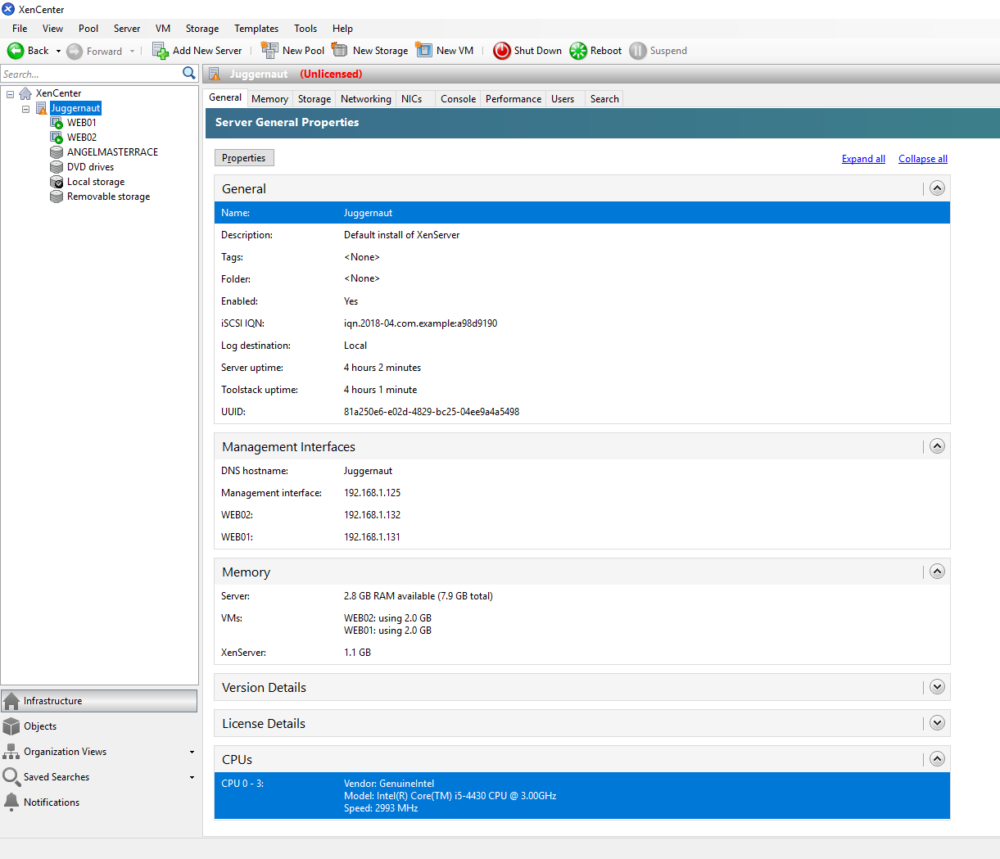 XenCenter
File View Pool Server VM Storage Templates Tools Help
Back Forward Add New Server New Pool New Storage New VM Shut Down Reboot Suspend
Search...
Juggernaut (Unlicensed)
XenCenter
Juggernaut
WEB01
WEB02
ANGELMASTERRACE
DVD drives
Local storage
Removable storage
Infrastructure
Objects
Organization Views
Saved Searches
Notifications
General Memory Storage Networking NICs Console Performance Users Search
Server General Properties
Properties
Expand all Collapse all
General
Name: Juggernaut
Description: Default install of XenServer
Tags: <None>
Folder: <None>
Enabled: Yes
iSCSI IQN: iqn.2018-04.com.example:a98d9190
Log destination: Local
Server uptime: 4 hours 2 minutes
Toolstack uptime: 4 hours 1 minute
UUID: 81a250e6-e02d-4829-bc25-04ee9a4a5498
Management Interfaces
DNS hostname: Juggernaut
Management interface: 192.168.1.125
WEB02: 192.168.1.132
WEB01: 192.168.1.131
Memory
Server: 2.8 GB RAM available (7.9 GB total)
VMs: WEB02: using 2.0 GB
WEB01: using 2.0 GB
XenServer: 1.1 GB
Version Details
License Details
CPUs
CPU 0 - 3: Vendor: GenuineIntel
Model: Intel(R) Core(TM) i5-4430 CPU @ 3.00GHz
Speed: 2993 MHz